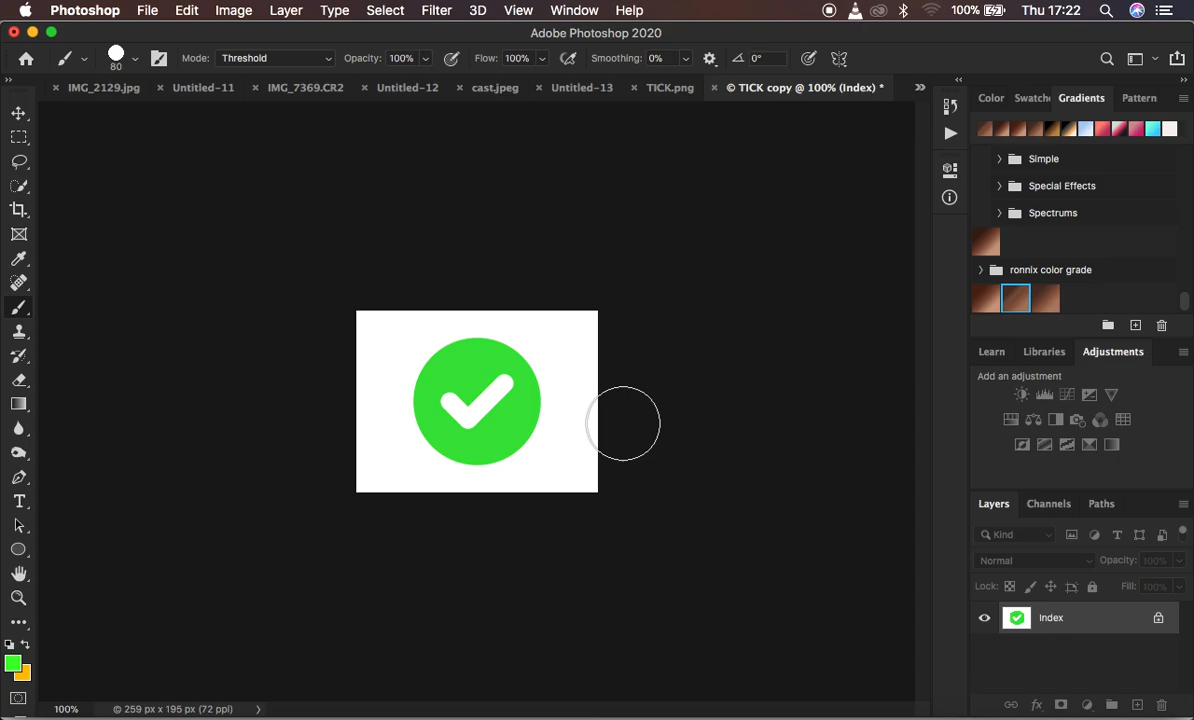 Photoshop File Edit Image Layer Type Select Filter 3D View Window Help 100% Thu 17:22
Adobe Photoshop 2020
80 Mode: Threshold Opacity: 100% Flow: 100% Smoothing: 0% 0°
IMG_2129.jpg Untitled-11 IMG_7369.CR2 Untitled-12 cast.jpeg Untitled-13 TICK.png © TICK copy @ 100% (Index) *
Color Swatche Gradients Pattern
Simple
Special Effects
Spectrums
ronnix color grade
Learn Libraries Adjustments
Add an adjustment
Layers Channels Paths
Kind
Normal Opacity: 100%
Lock: Fill: 100%
Index
T
100% © 259 px x 195 px (72 ppi)